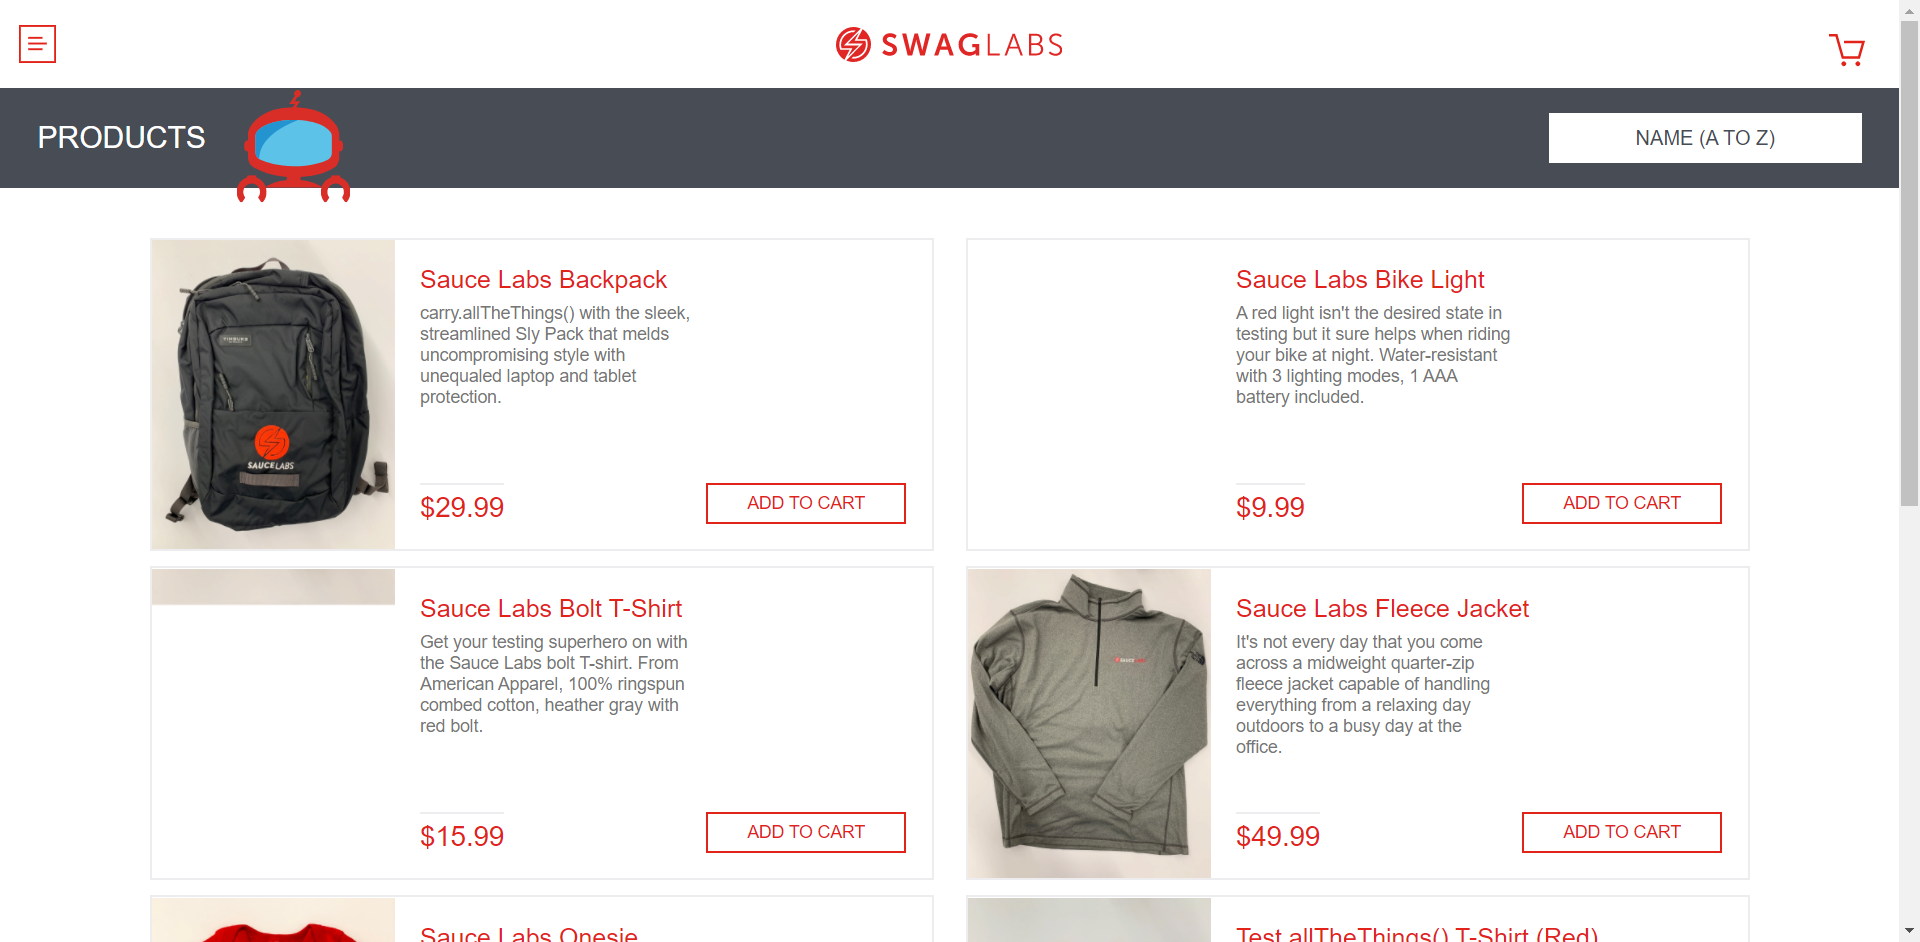 SWAGLABS
PRODUCTS
NAME (A TO Z)
SAUCELABS
Sauce Labs Backpack
carry.allTheThings() with the sleek,
streamlined Sly Pack that melds
uncompromising style with
unequaled laptop and tablet
protection.
$29.99
ADD TO CART
Sauce Labs Bike Light
A red light isn't the desired state in
testing but it sure helps when riding
your bike at night. Water-resistant
with 3 lighting modes, 1 AAA
battery included.
$9.99
ADD TO CART
Sauce Labs Bolt T-Shirt
Get your testing superhero on with
the Sauce Labs bolt T-shirt. From
American Apparel, 100% ringspun
combed cotton, heather gray with
red bolt.
$15.99
ADD TO CART
Sauce Labs Fleece Jacket
It's not every day that you come
across a midweight quarter-zip
fleece jacket capable of handling
everything from a relaxing day
outdoors to a busy day at the
office.
$49.99
ADD TO CART
Sauce Labs Onesie
Test.allTheThings() T-Shirt (Red)